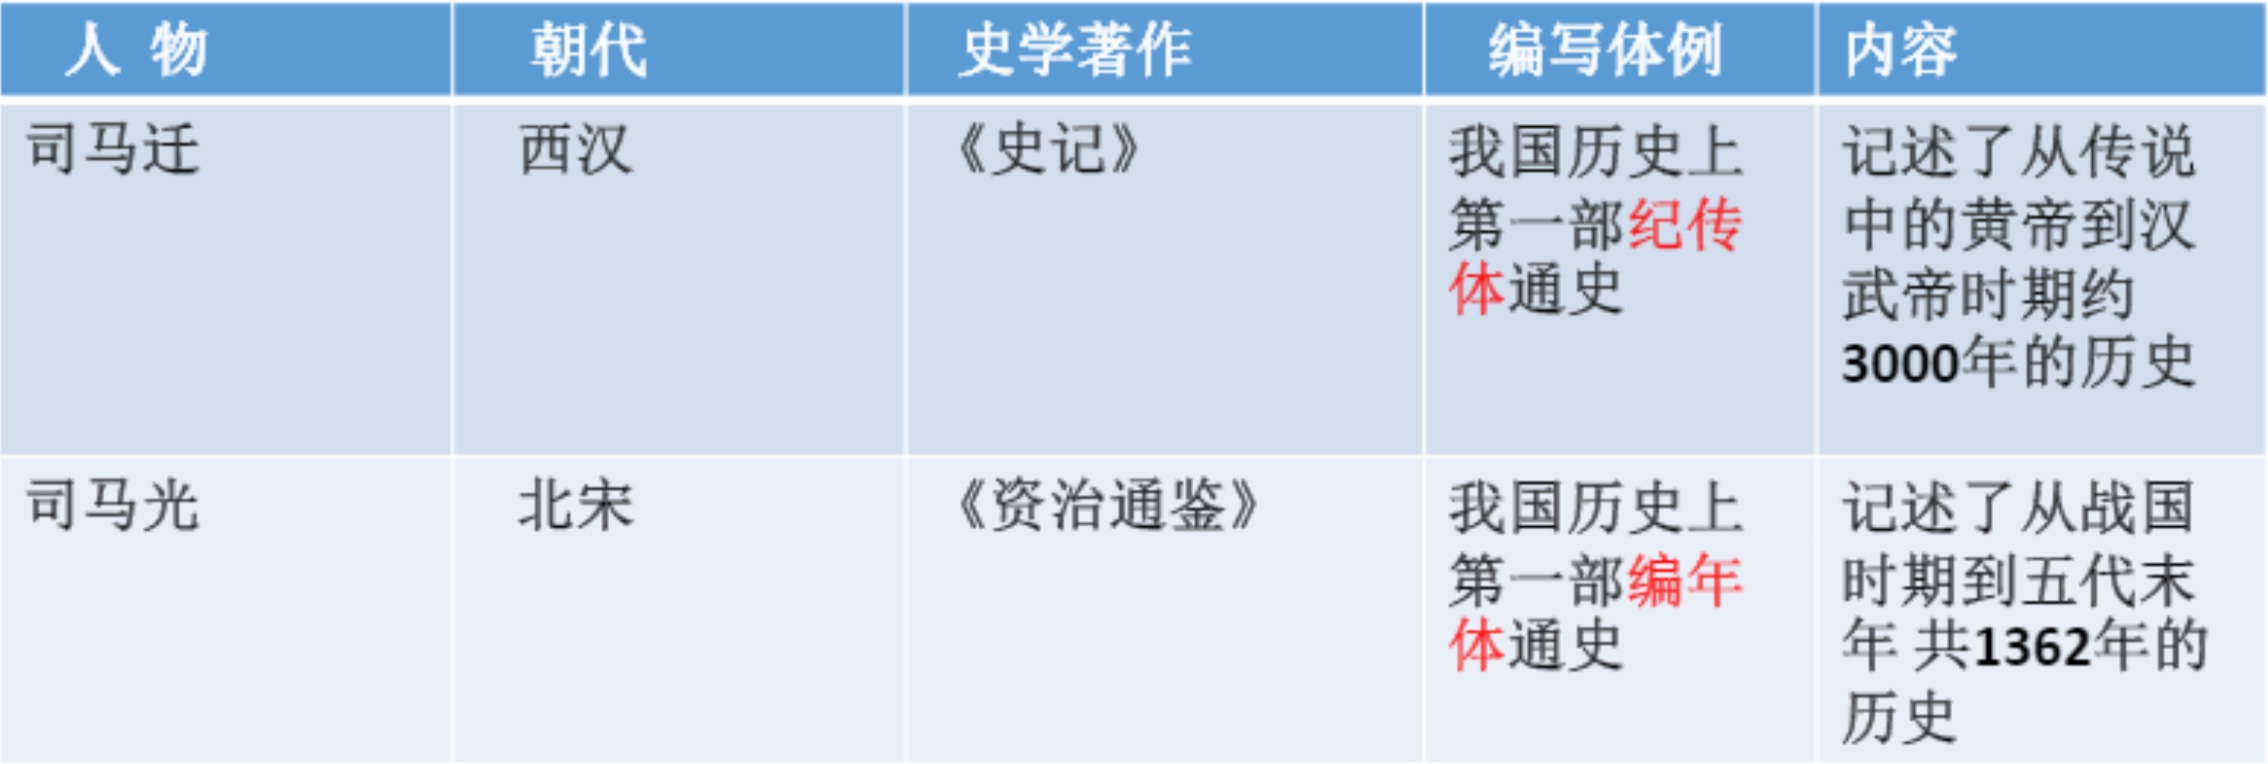 人 物 朝代 史学著作 编写体例 内容
司马迁 西汉 《史记》 我国历史上
第一部纪传
体通史
记述了从传说
中的黄帝到汉
武帝时期约
3000年的历史
司马光 北宋 《资治通鉴》 我国历史上
第一部编年
体通史
记述了从战国
时期到五代末
年 共1362年的
历史